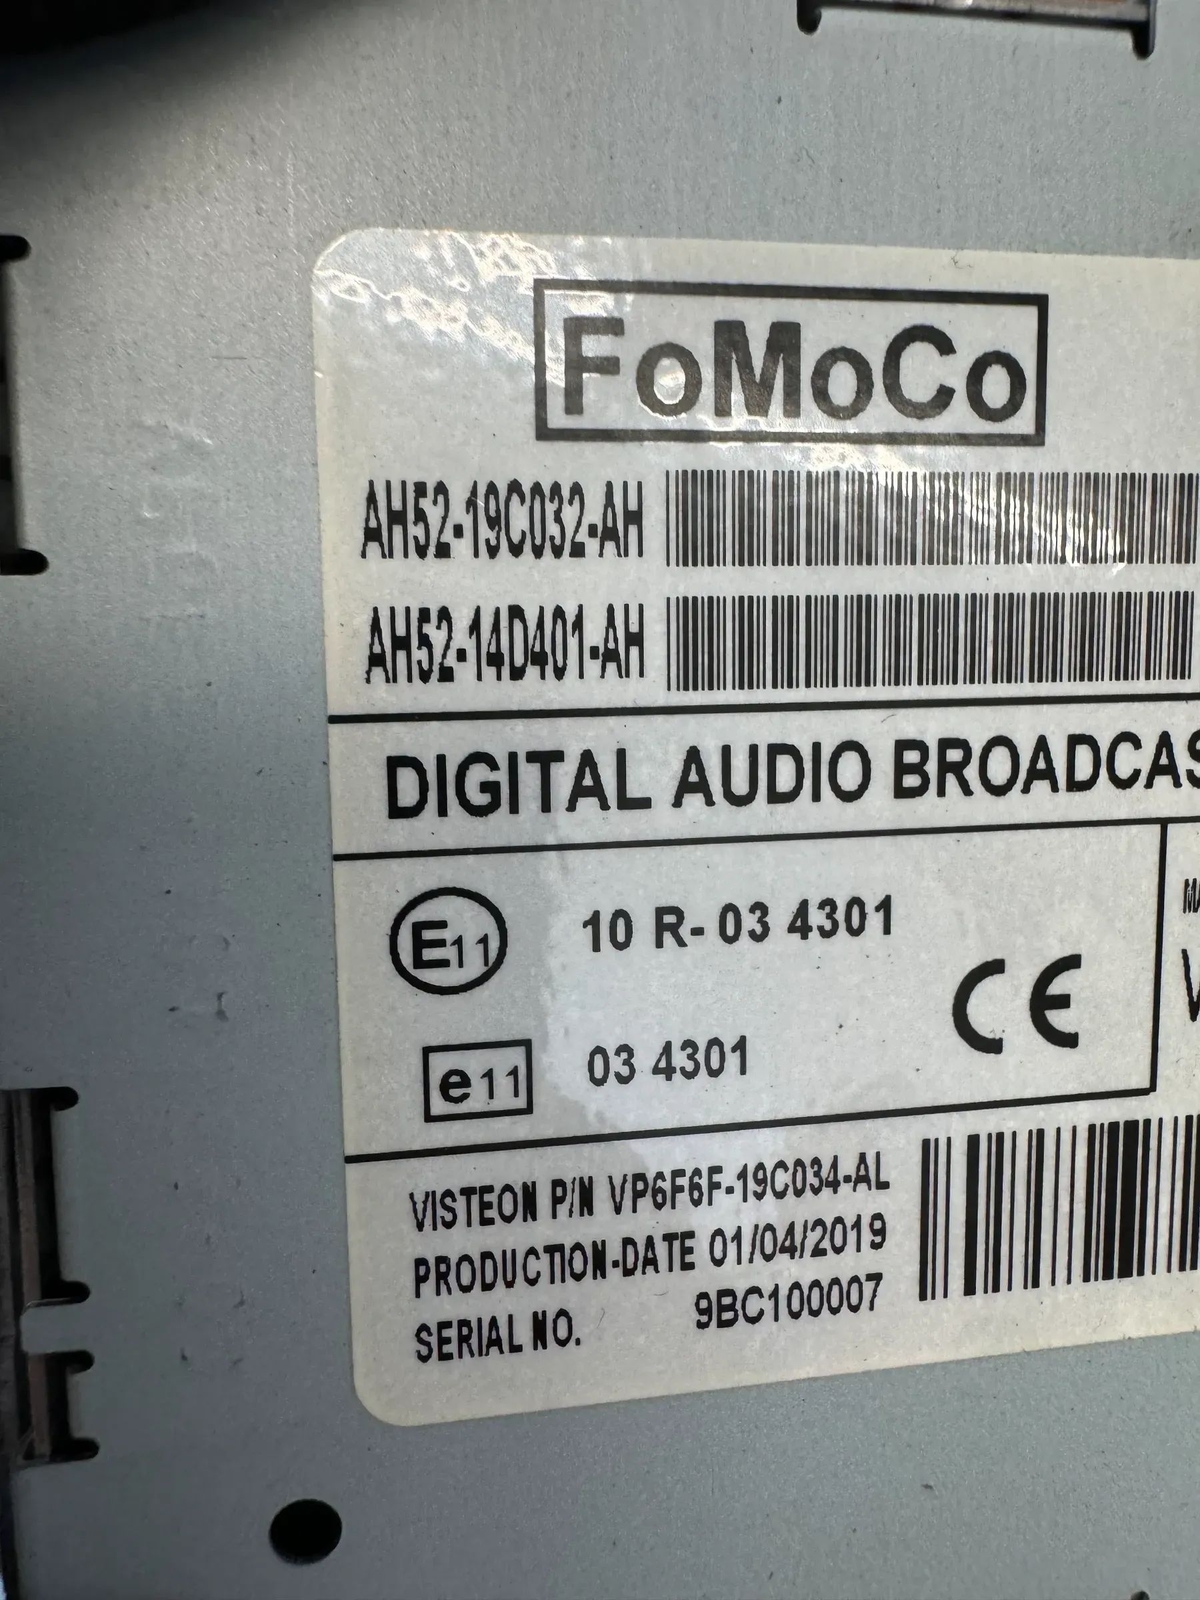 FoMoCo
AH52-19C032-AH
AH52-14D401-AH
DIGITAL AUDIO BROADCAS
E11 10 R-03 4301
CE
e11 03 4301
VISTEON P/N VP6F6F-19C034-AL
PRODUCTION-DATE 01/04/2019
SERIAL NO. 9BC100007